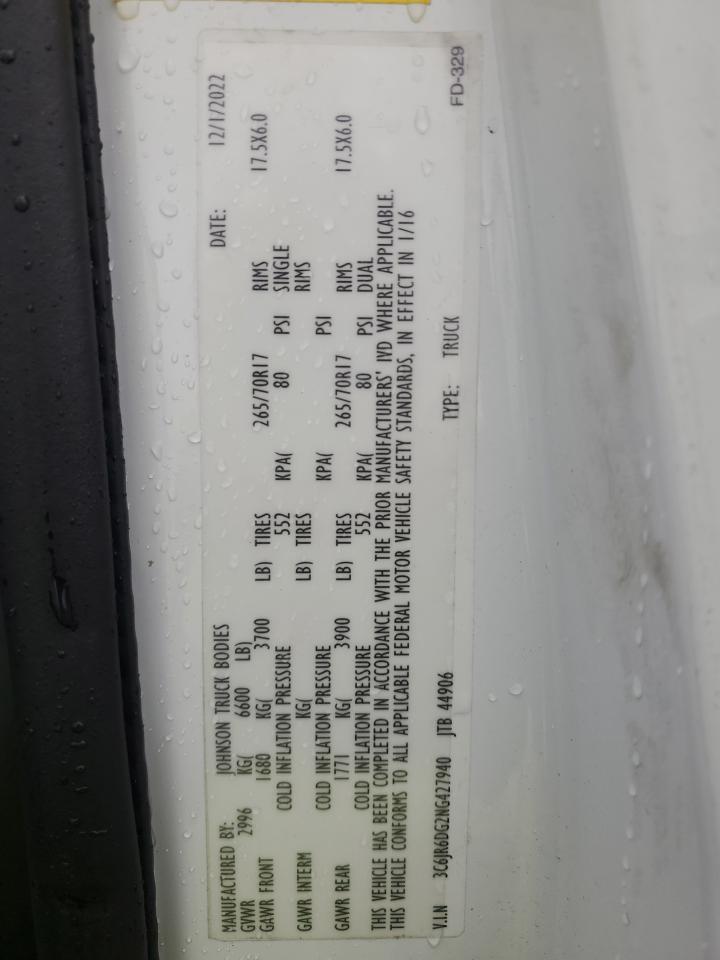 MANUFACTURED BY: JOHNSON TRUCK BODIES DATE: 12/1/2022
GVWR 2996 KG( 6600 LB)
GAWR FRONT 1680 KG( 3700 LB) TIRES 265/70R17 RIMS 17.5X6.0
COLD INFLATION PRESSURE 552 KPA( 80 PSI SINGLE
GAWR INTERM KG( LB) TIRES RIMS
COLD INFLATION PRESSURE KPA( PSI
GAWR REAR 1771 KG( 3900 LB) TIRES 265/70R17 RIMS 17.5X6.0
COLD INFLATION PRESSURE 552 KPA( 80 PSI DUAL
THIS VEHICLE HAS BEEN COMPLETED IN ACCORDANCE WITH THE PRIOR MANUFACTURERS' IVD WHERE APPLICABLE.
THIS VEHICLE CONFORMS TO ALL APPLICABLE FEDERAL MOTOR VEHICLE SAFETY STANDARDS, IN EFFECT IN 1/16
V.I.N 3C6JR6DG2NG427940 JTB 44906 TYPE: TRUCK
FD-329